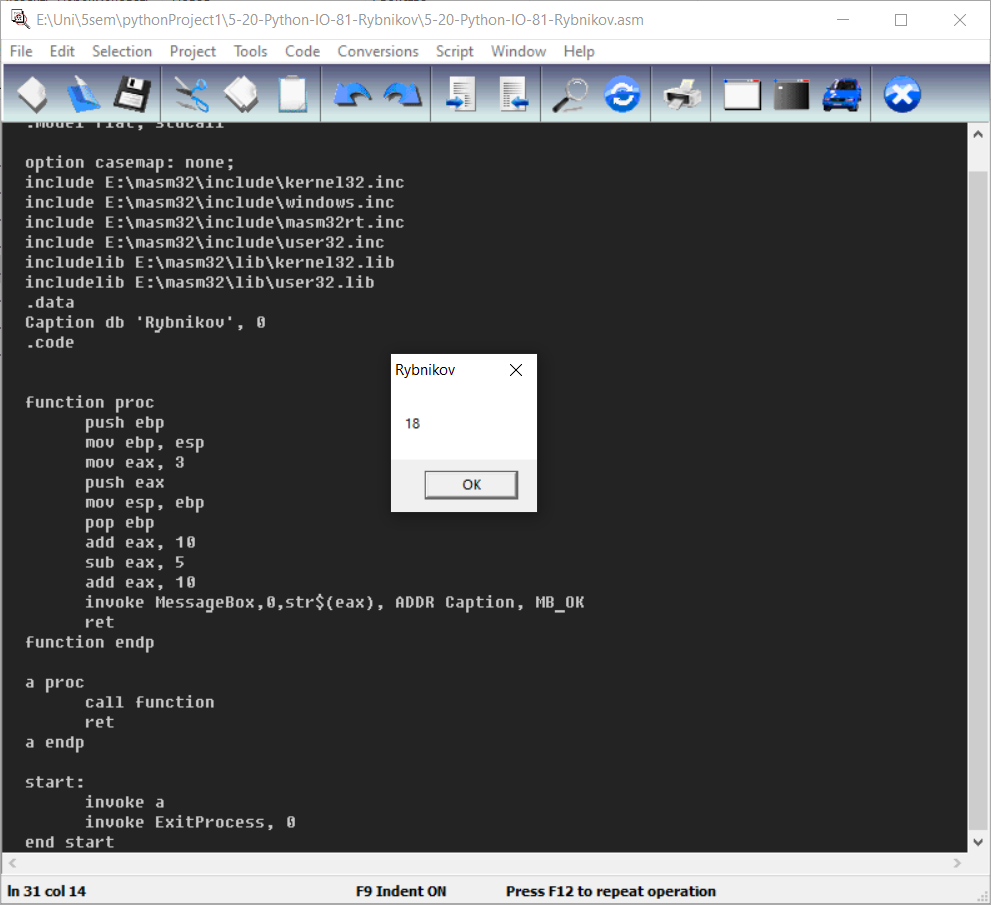 E:\Uni\5sem\pythonProject1\5-20-Python-IO-81-Rybnikov\5-20-Python-IO-81-Rybnikov.asm
File Edit Selection Project Tools Code Conversions Script Window Help
.model flat, stdcall
option casemap: none;
include E:\masm32\include\kernel32.inc
include E:\masm32\include\windows.inc
include E:\masm32\include\masm32rt.inc
include E:\masm32\include\user32.inc
includelib E:\masm32\lib\kernel32.lib
includelib E:\masm32\lib\user32.lib
.data
Caption db 'Rybnikov', 0
.code
function proc
push ebp
mov ebp, esp
mov eax, 3
push eax
mov esp, ebp
pop ebp
add eax, 10
sub eax, 5
add eax, 10
invoke MessageBox,0,str$(eax), ADDR Caption, MB_OK
ret
function endp
a proc
call function
ret
a endp
start:
invoke a
invoke ExitProcess, 0
end start
Rybnikov
18
OK
ln 31 col 14
F9 Indent ON
Press F12 to repeat operation